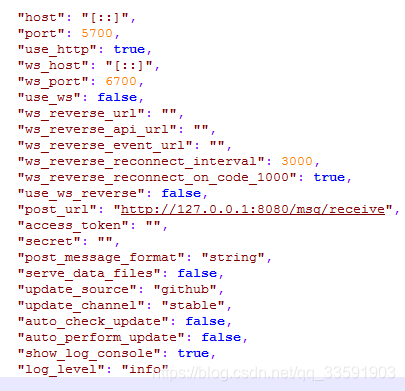 "host": "[::]",
"port": 5700,
"use_http": true,
"ws_host": "[::]",
"ws_port": 6700,
"use_ws": false,
"ws_reverse_url": "",
"ws_reverse_api_url": "",
"ws_reverse_event_url": "",
"ws_reverse_reconnect_interval": 3000,
"ws_reverse_reconnect_on_code_1000": true,
"use_ws_reverse": false,
"post_url": "http://127.0.0.1:8080/msg/receive",
"access_token": "",
"secret": "",
"post_message_format": "string",
"serve_data_files": false,
"update_source": "github",
"update_channel": "stable",
"auto_check_update": false,
"auto_perform_update": false,
"show_log_console": true,
"log_level": "info"
https://blog.csdn.net/qq_33591903